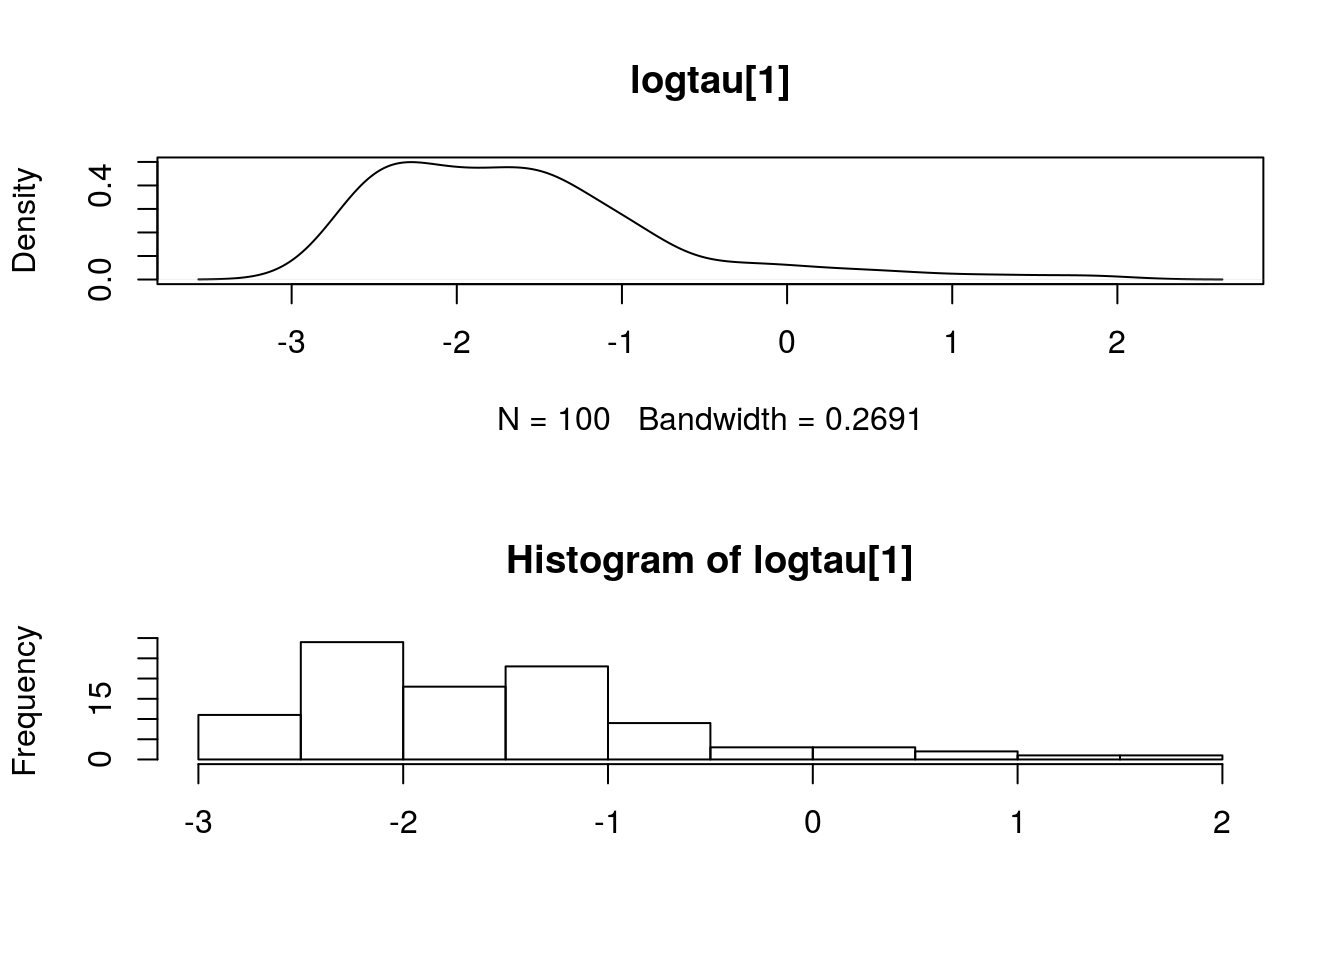 logtau[1]
Density
0.4
0.0
-3 -2 -1 0 1 2
N = 100 Bandwidth = 0.2691
Histogram of logtau[1]
Frequency
15
0
-3 -2 -1 0 1 2